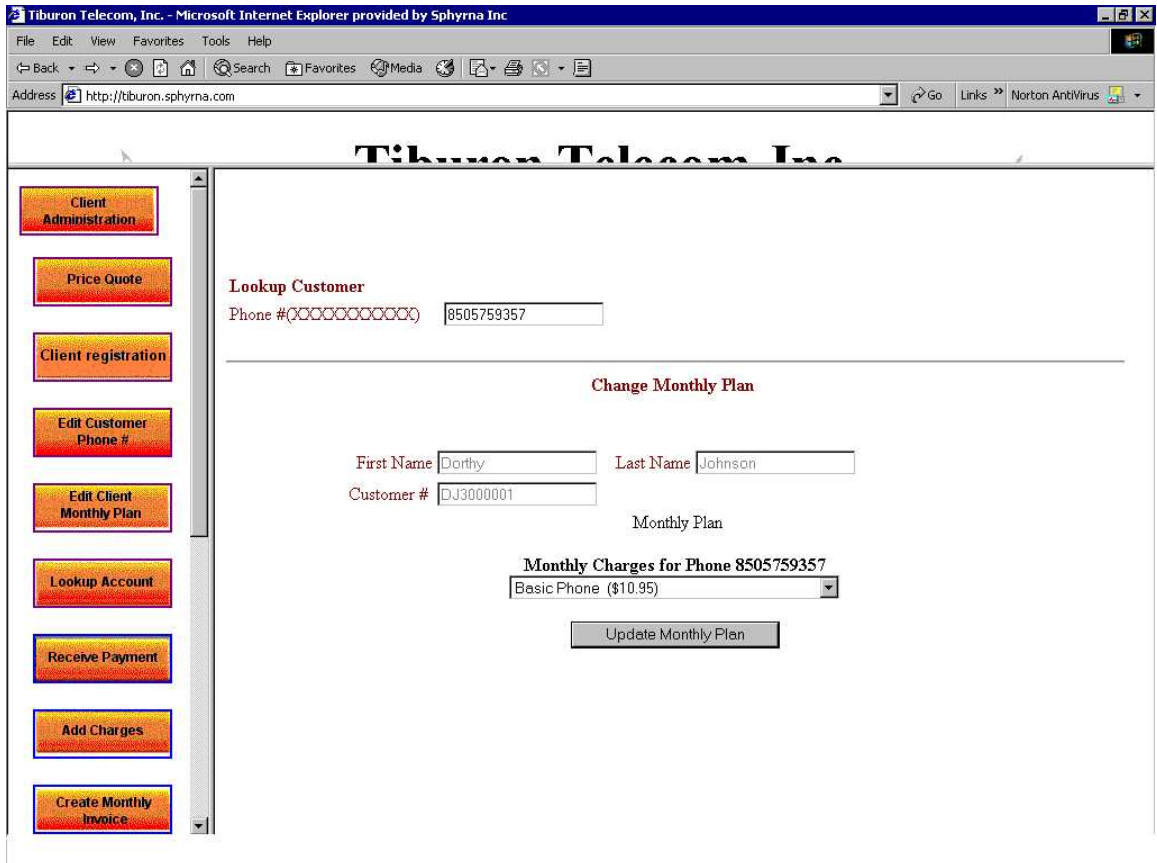 Tiburon Telecom, Inc. - Microsoft Internet Explorer provided by Sphyrna Inc
File Edit View Favorites Tools Help
Back Search Favorites Media
Address http://tiburon.sphyrna.com Go Links » Norton AntiVirus
Tiburon Telecom Inc
Client
Administration
Price Quote
Client registration
Edit Customer
Phone #
Edit Client
Monthly Plan
Lookup Account
Receive Payment
Add Charges
Create Monthly
Invoice
Lookup Customer
Phone #(XXXXXXXXXXXX) 8505759357
Change Monthly Plan
First Name Dorthy Last Name Johnson
Customer # DJ3000001
Monthly Plan
Monthly Charges for Phone 8505759357
Basic Phone ($10.95)
Update Monthly Plan